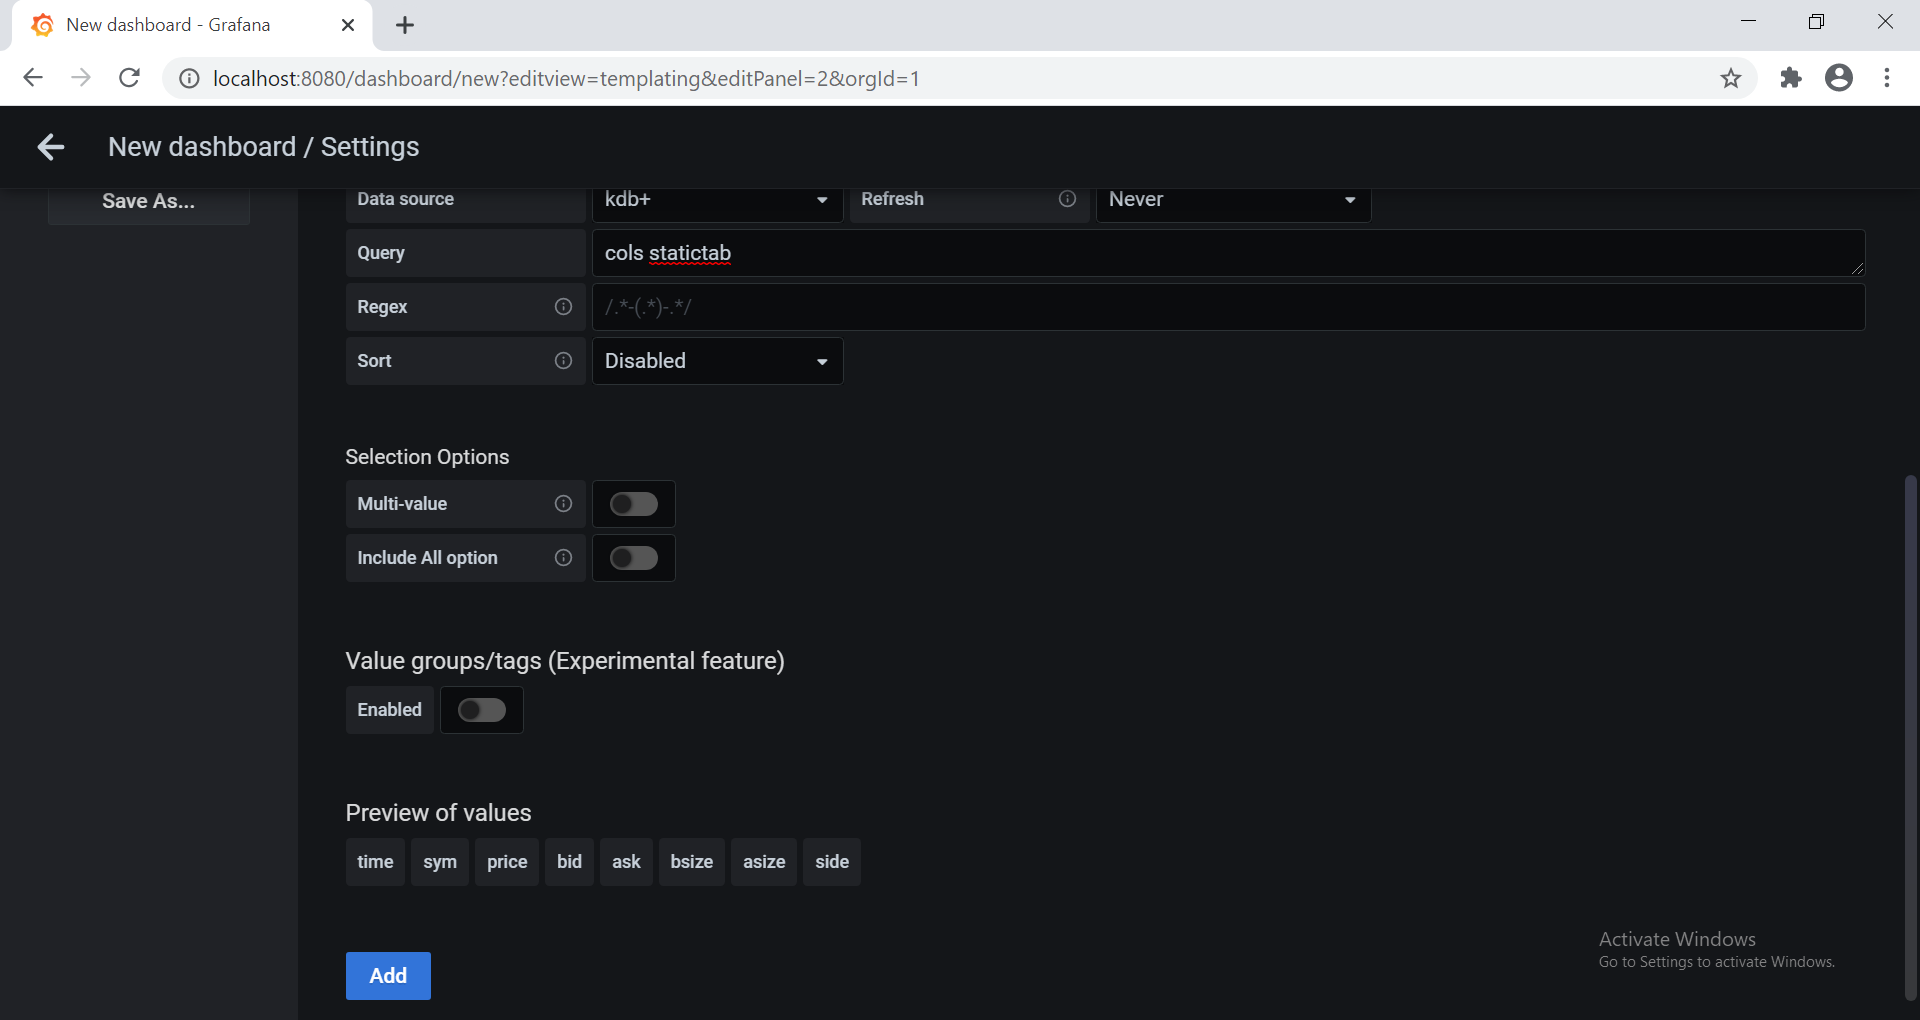 New dashboard - Grafana
localhost:8080/dashboard/new?editview=templating&editPanel=2&orgId=1
New dashboard / Settings
Save As...
Data source kdb+ Refresh Never
Query cols statictab
Regex /.*-(.*)-.*/
Sort Disabled
Selection Options
Multi-value
Include All option
Value groups/tags (Experimental feature)
Enabled
Preview of values
time sym price bid ask bsize asize side
Add
Activate Windows
Go to Settings to activate Windows.